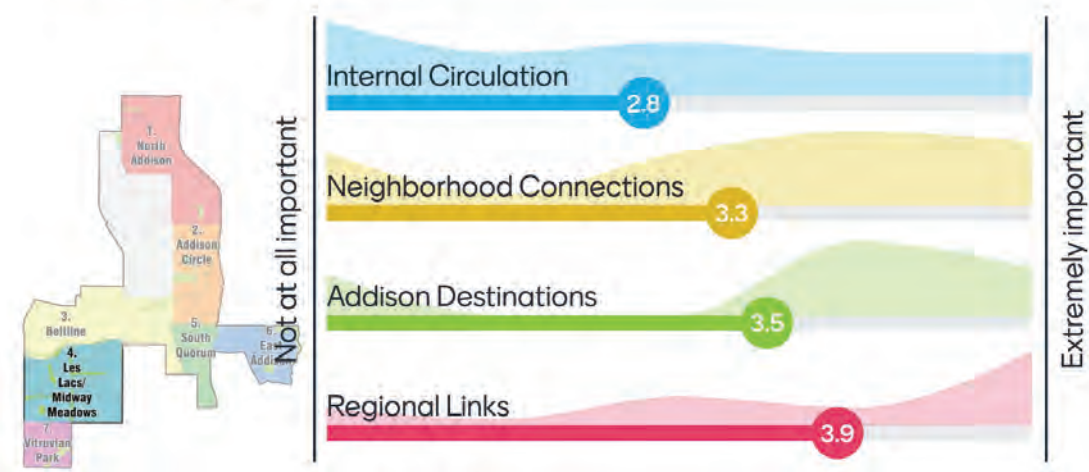 1.
North
Addison
2.
Addison
Circle
3.
Beltline
4.
Les
Lacs/
Midway
Meadows
5.
South
Quorum
6.
East
Addison
7.
Vitruvian
Park
Not at all important
Internal Circulation
2.8
Neighborhood Connections
3.3
Addison Destinations
3.5
Regional Links
3.9
Extremely important